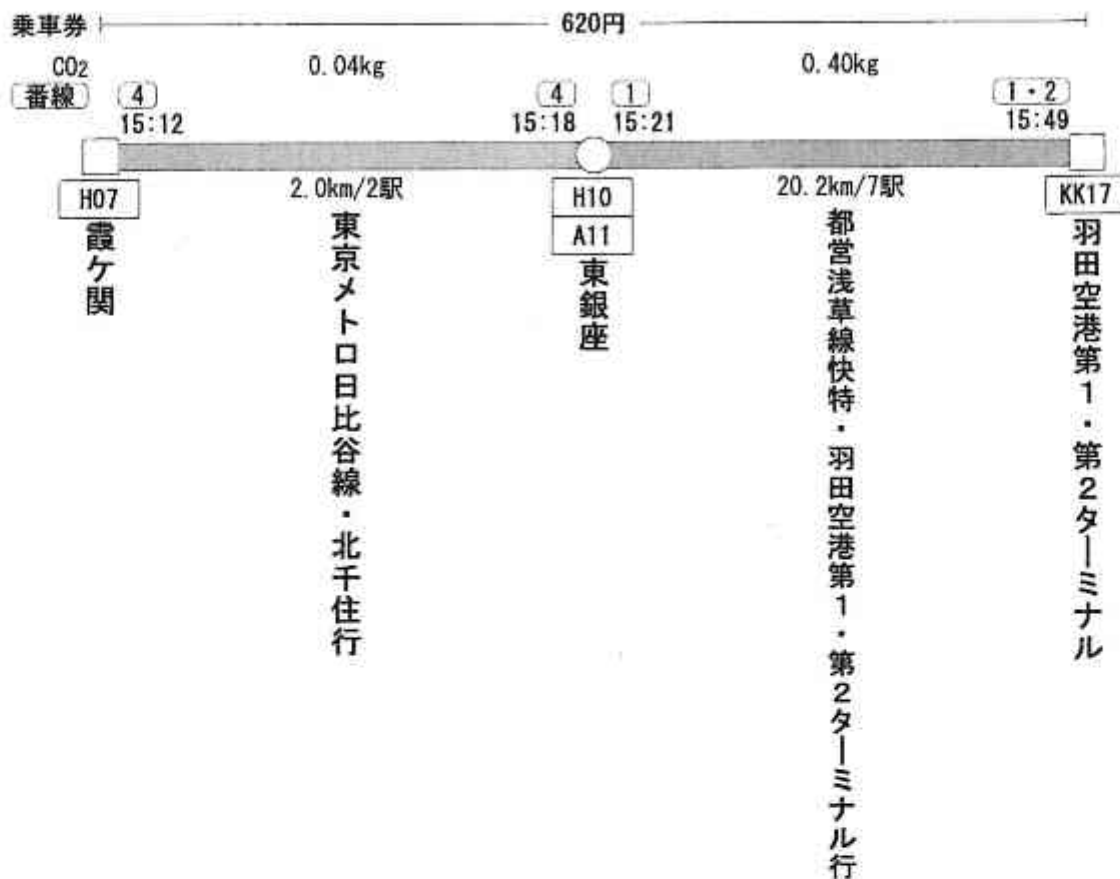 乗車券 620円
CO2 0.04kg 0.40kg
番線 4 4 1 1・2
15:12 15:18 15:21 15:49
2.0km/2駅 20.2km/7駅
H07 H10 KK17
A11
霞ケ関
東京メトロ日比谷線・北千住行
東銀座
都営浅草線快特・羽田空港第1・第2ターミナル行
羽田空港第1・第2ターミナル